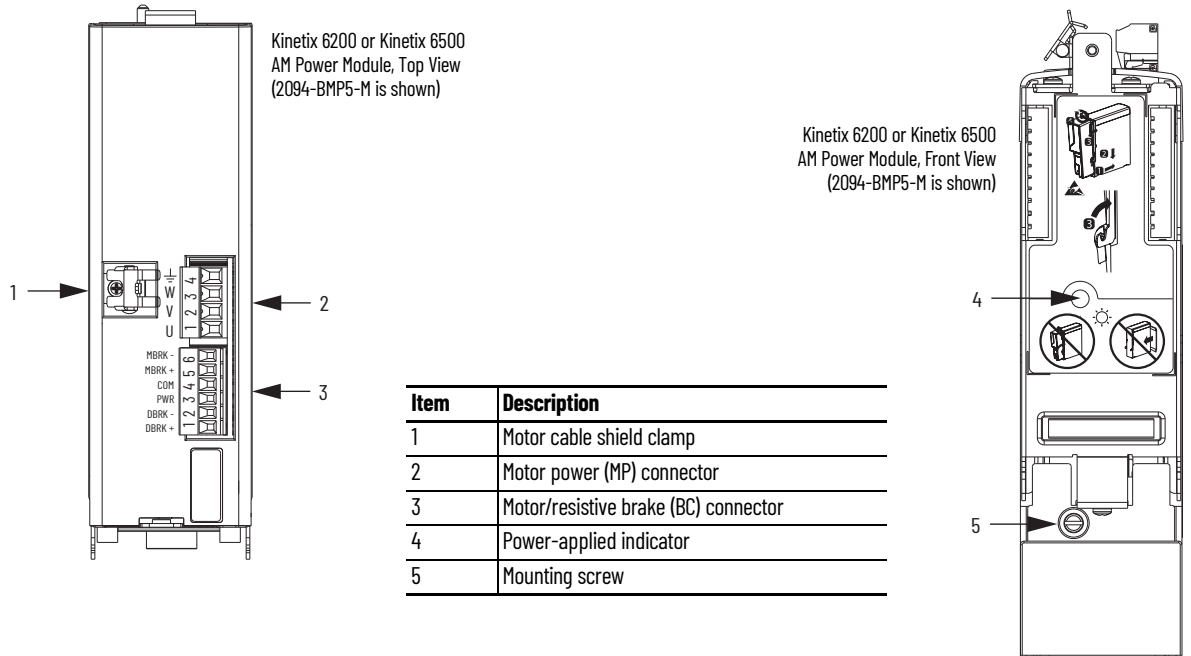 Kinetix 6200 or Kinetix 6500
AM Power Module, Top View
(2094-BMP5-M is shown)
Kinetix 6200 or Kinetix 6500
AM Power Module, Front View
(2094-BMP5-M is shown)
1
W
V
U
4
3
2
1
2
MBRK -
MBRK +
COM
PWR
DBRK -
DBRK +
6
5
4
3
2
1
3
4
5
Item Description
1 Motor cable shield clamp
2 Motor power (MP) connector
3 Motor/resistive brake (BC) connector
4 Power-applied indicator
5 Mounting screw
3